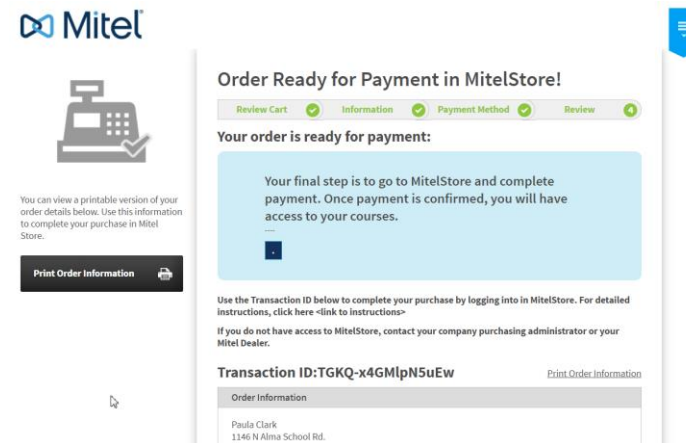 Mitel
Order Ready for Payment in MitelStore!
Review Cart
Information
Payment Method
Review
4
Your order is ready for payment:
Your final step is to go to MitelStore and complete
payment. Once payment is confirmed, you will have
access to your courses.
....
.
You can view a printable version of your
order details below. Use this information
to complete your purchase in Mitel
Store.
Print Order Information
Use the Transaction ID below to complete your purchase by logging into in MitelStore. For detailed
instructions, click here <link to instructions>
If you do not have access to MitelStore, contact your company purchasing administrator or your
Mitel Dealer.
Transaction ID:TGKQ-x4GMlpN5uEw
Print Order Information
Order Information
Paula Clark
1146 N Alma School Rd.